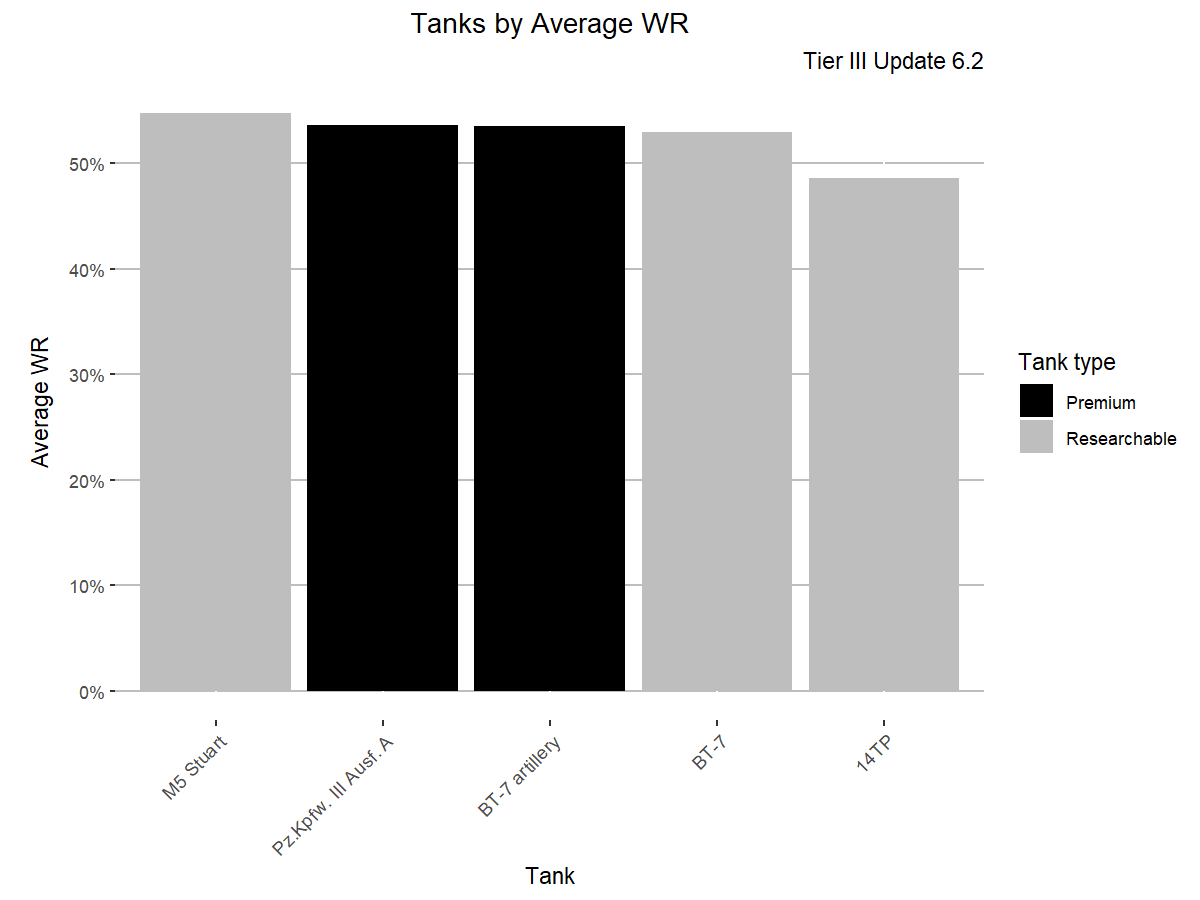 Tanks by Average WR
Tier III Update 6.2
Average WR
50%
40%
30%
20%
10%
0%
M5 Stuart
Pz.Kpfw. III Ausf. A
BT-7 artillery
BT-7
14TP
Tank
Tank type
Premium
Researchable